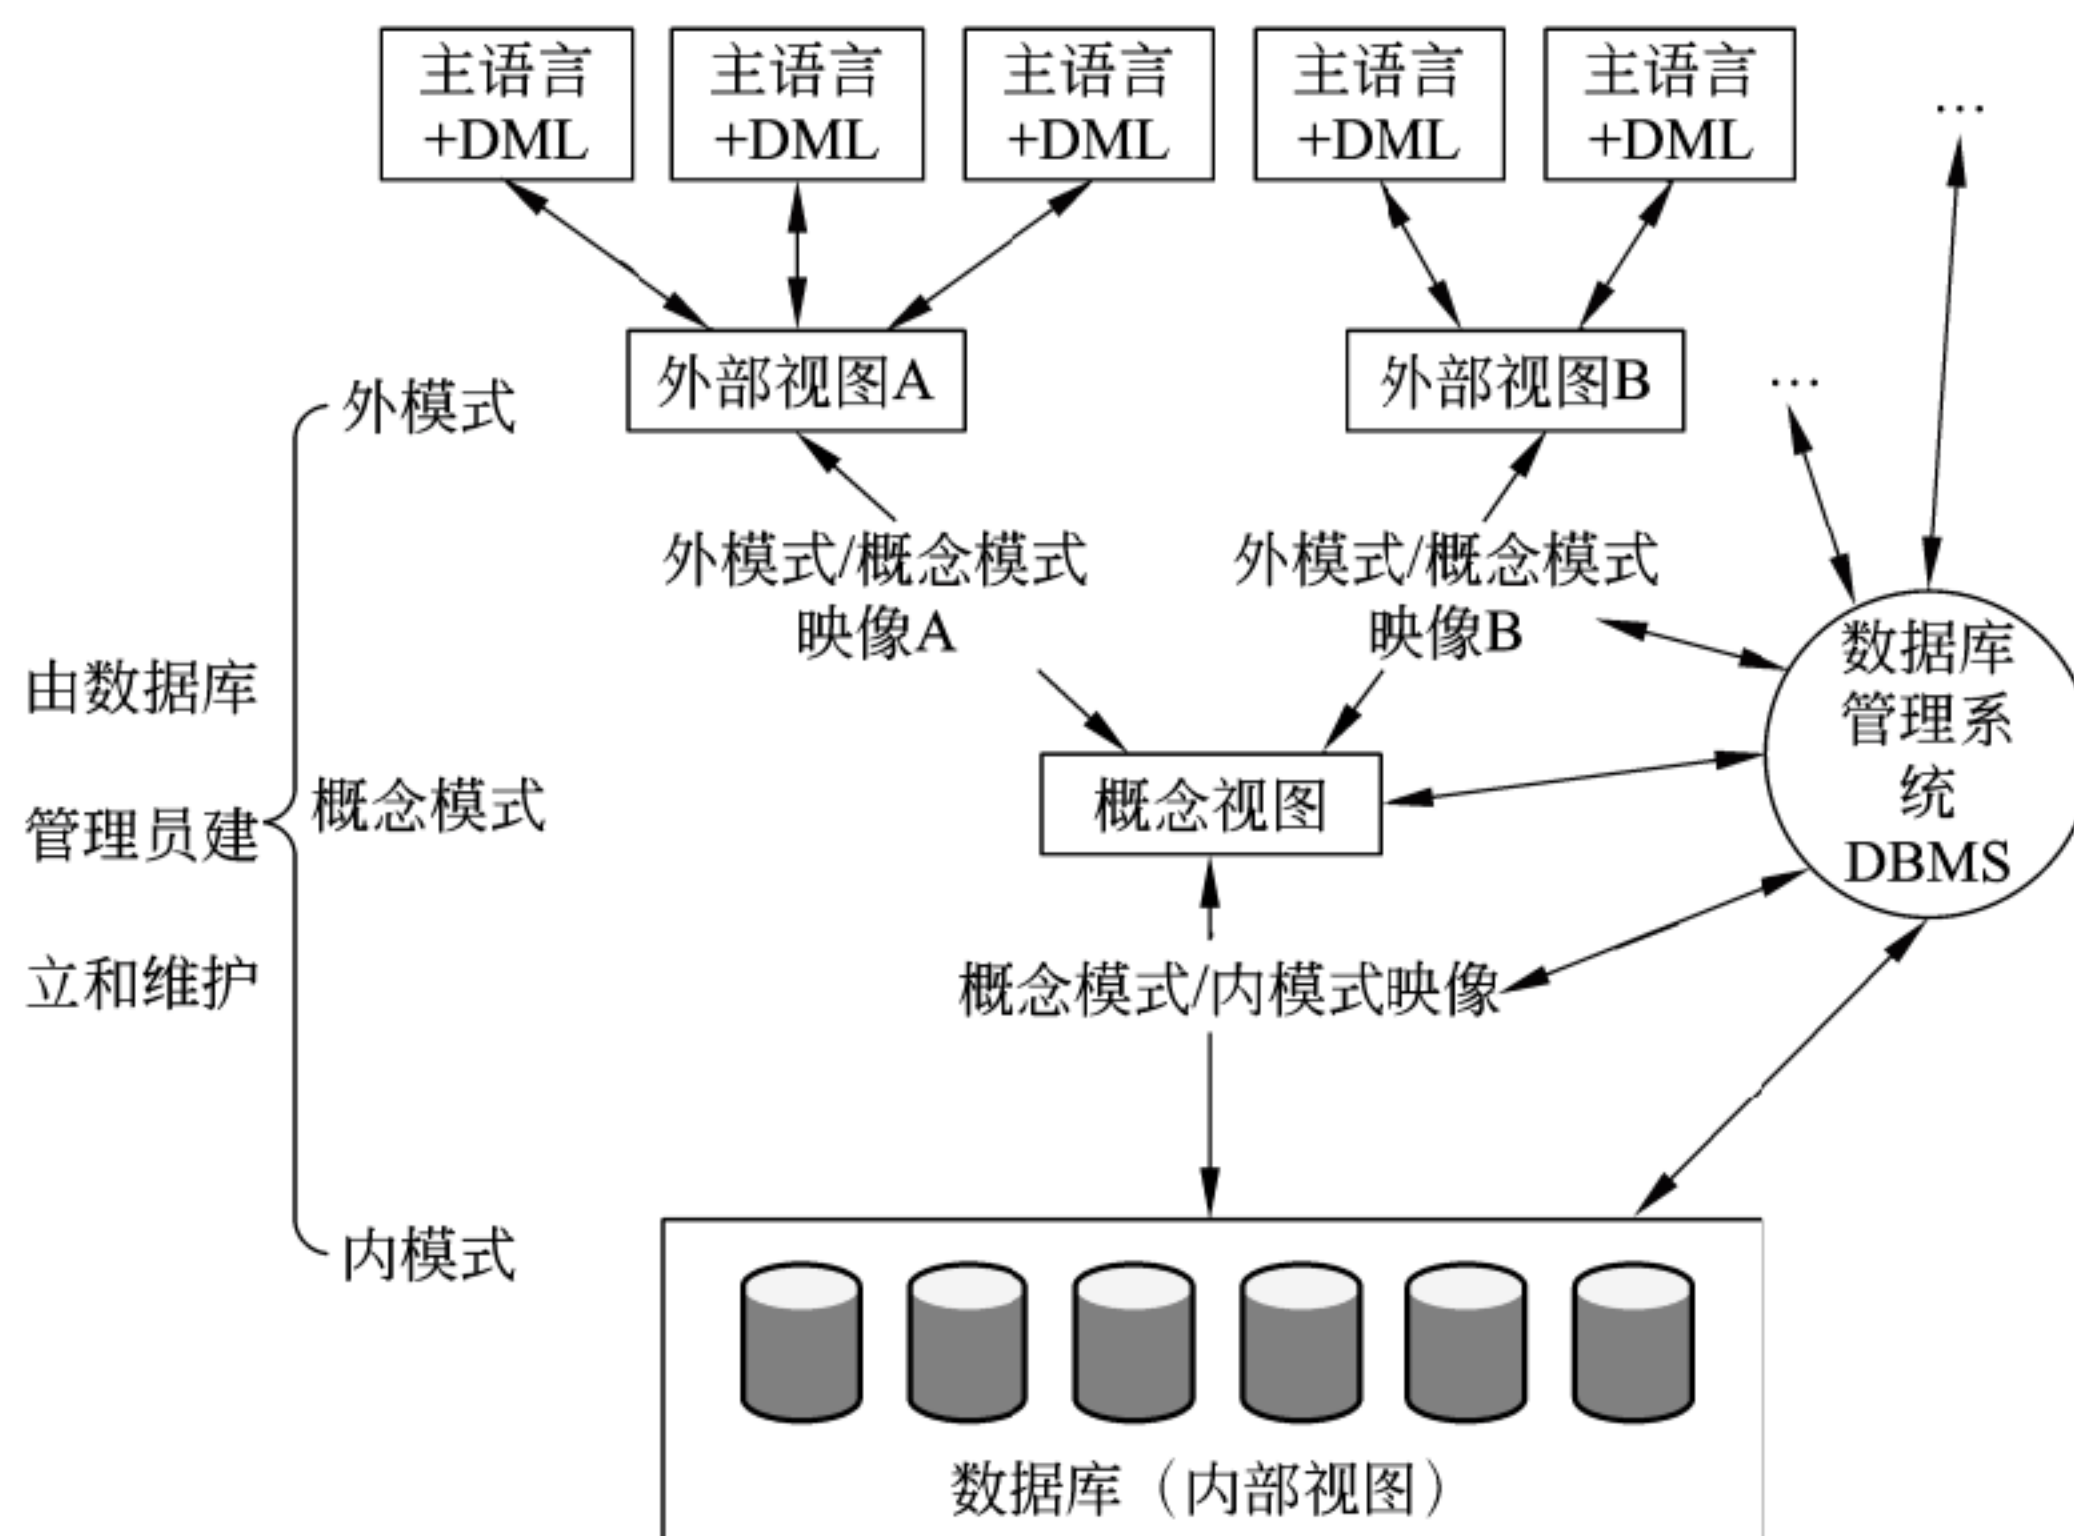 主语言
+DML
主语言
+DML
主语言
+DML
主语言
+DML
主语言
+DML
…
外模式
外部视图A
外部视图B
…
外模式/概念模式
映像A
外模式/概念模式
映像B
由数据库
管理员建
立和维护
概念模式
概念视图
数据库
管理系
统
DBMS
概念模式/内模式映像
内模式
数据库（内部视图）